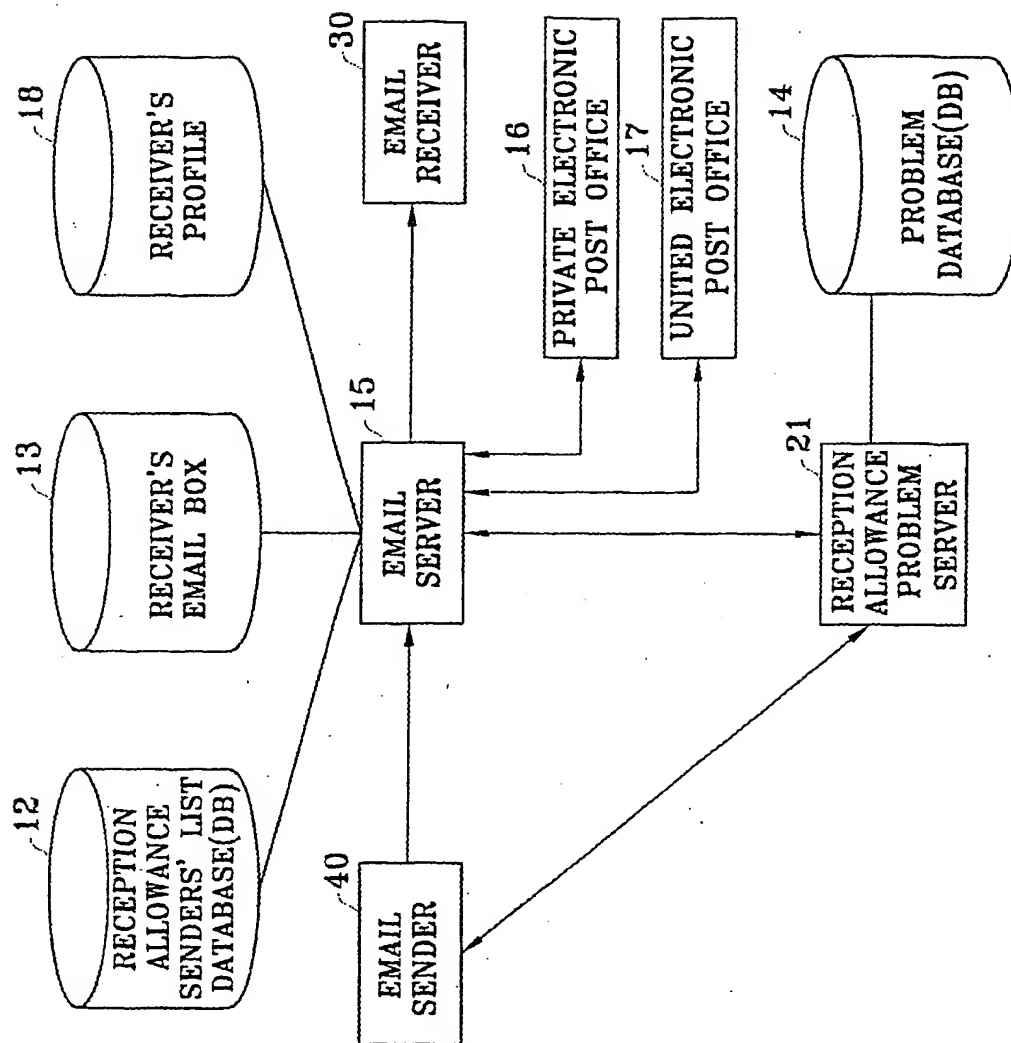 12
RECEPTION
ALLOWANCE
SENDERS' LIST
DATABASE(DB)
13
RECEIVER'S
EMAIL BOX
18
RECEIVER'S
PROFILE
40
EMAIL
SENDER
15
EMAIL
SERVER
30
EMAIL
RECEIVER
16
PRIVATE ELECTRONIC
POST OFFICE
17
UNITED ELECTRONIC
POST OFFICE
21
RECEPTION
ALLOWANCE
PROBLEM
SERVER
14
PROBLEM
DATABASE(DB)